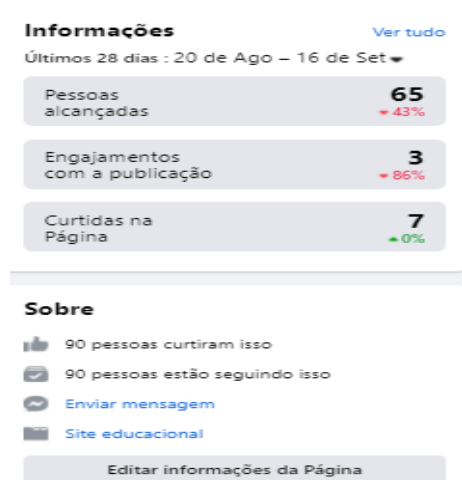 Informações Ver tudo
Últimos 28 dias : 20 de Ago – 16 de Set
Pessoas alcançadas 65
43%
Engajamentos com a publicação 3
86%
Curtidas na Página 7
0%
Sobre
90 pessoas curtiram isso
90 pessoas estão seguindo isso
Enviar mensagem
Site educacional
Editar informações da Página